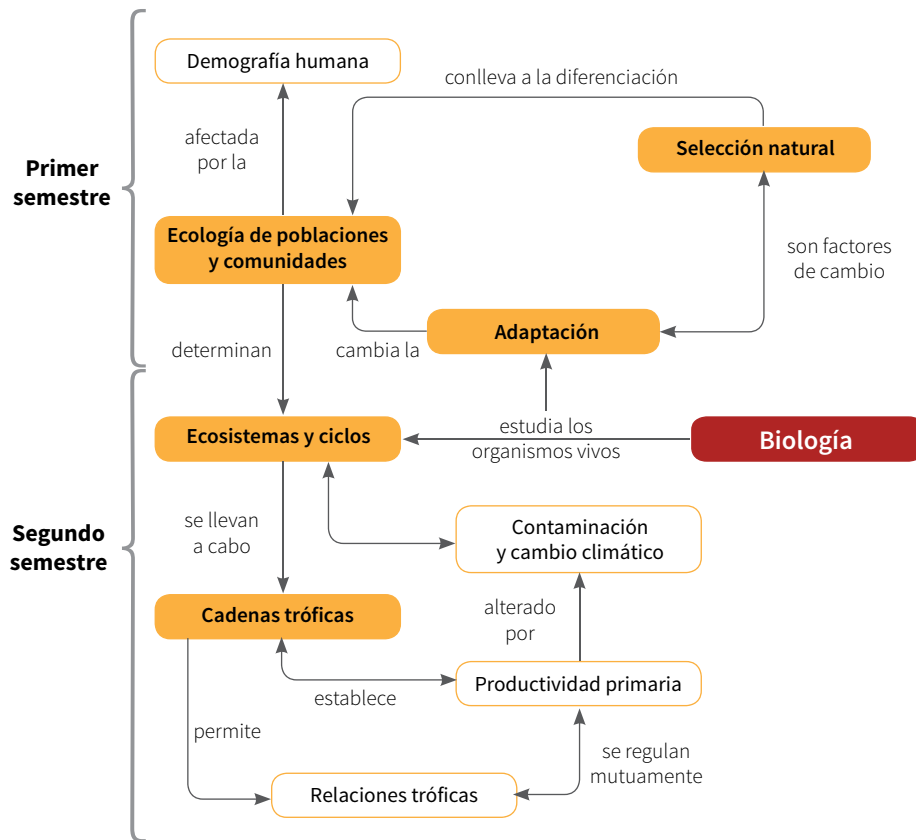 Demografía humana
conlleva a la diferenciación
afectada
por la
Selección natural
Primer
semestre
Ecología de poblaciones
y comunidades
son factores
de cambio
Adaptación
determinan
cambia la
Ecosistemas y ciclos
estudia los
organismos vivos
Biología
Contaminación
y cambio climático
Segundo
semestre
se llevan
a cabo
Cadenas tróficas
alterado
por
Productividad primaria
establece
permite
se regulan
mutuamente
Relaciones tróficas